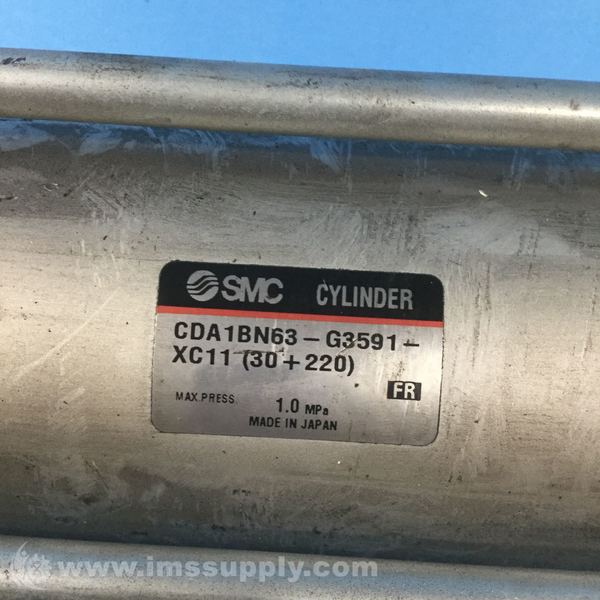 SMC CYLINDER
CDA1BN63-G3591-
XC11 (30+220)
FR
MAX.PRESS. 1.0 MPa
MADE IN JAPAN
www.imssupply.com